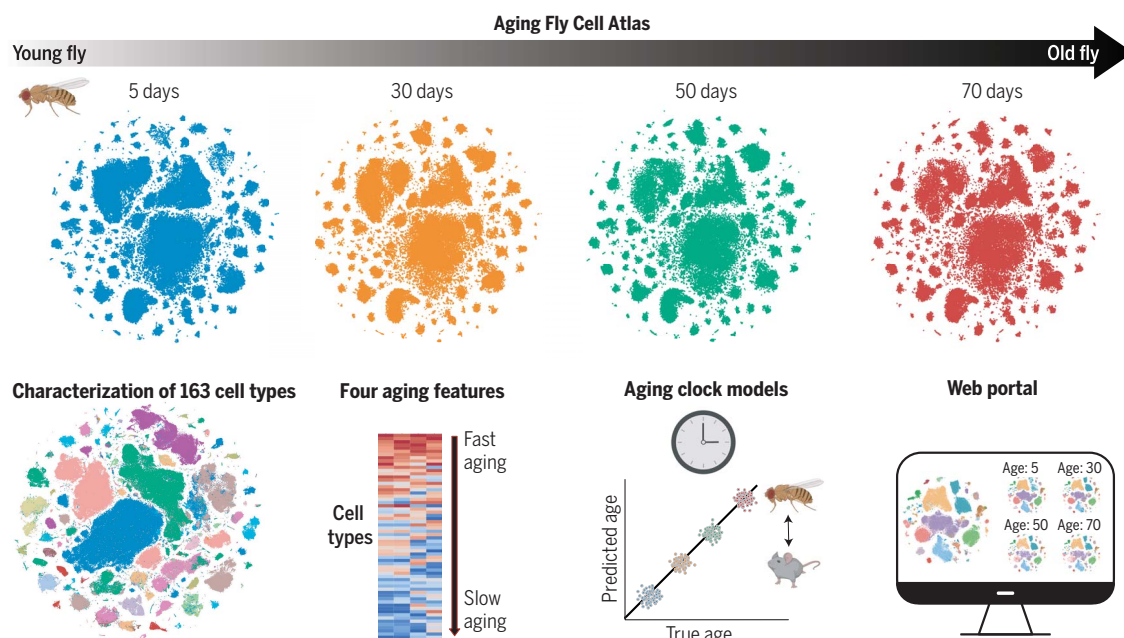 Aging Fly Cell Atlas
Young fly
Old fly
5 days
30 days
50 days
70 days
Characterization of 163 cell types
Four aging features
Aging clock models
Web portal
Fast
aging
Cell
types
Slow
aging
Predicted age
True age
Age: 5
Age: 30
Age: 50
Age: 70